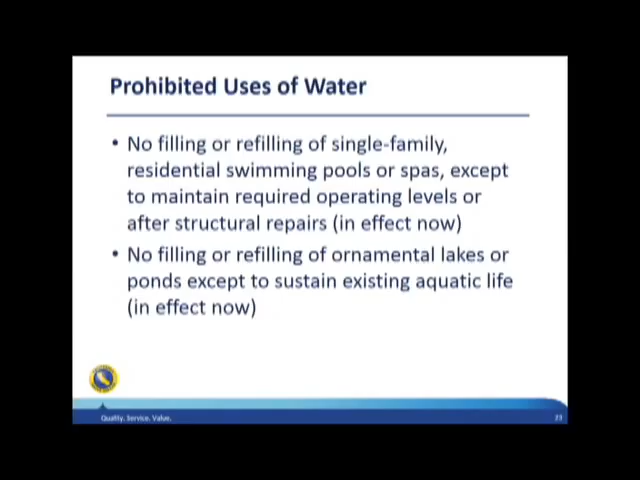 Prohibited Uses of Water
• No filling or refilling of single-family,
residential swimming pools or spas, except
to maintain required operating levels or
after structural repairs (in effect now)
• No filling or refilling of ornamental lakes or
ponds except to sustain existing aquatic life
(in effect now)
Quality. Service. Value.